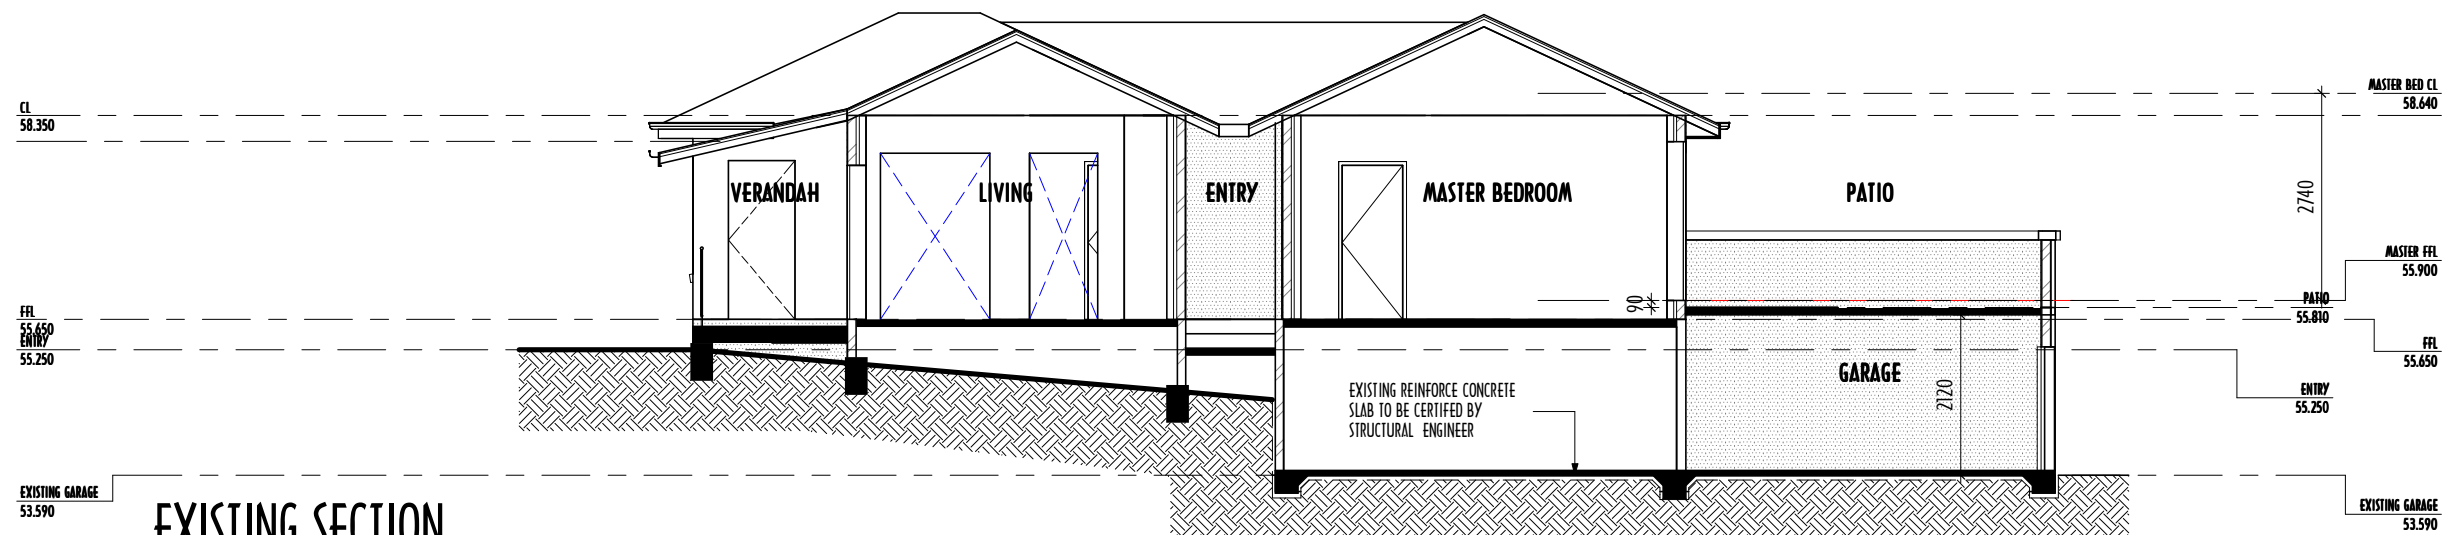 CL
58.350
MASTER BED CL
58.640
VERANDAH
LIVING
ENTRY
MASTER BEDROOM
PATIO
2740
MASTER FFL
55.900
90
PATIO
55.810
FFL
55.650
ENTRY
55.250
FFL
55.650
GARAGE
2120
ENTRY
55.250
EXISTING REINFORCE CONCRETE
SLAB TO BE CERTIFED BY
STRUCTURAL ENGINEER
EXISTING GARAGE
53.590
EXISTING SECTION
EXISTING GARAGE
53.590